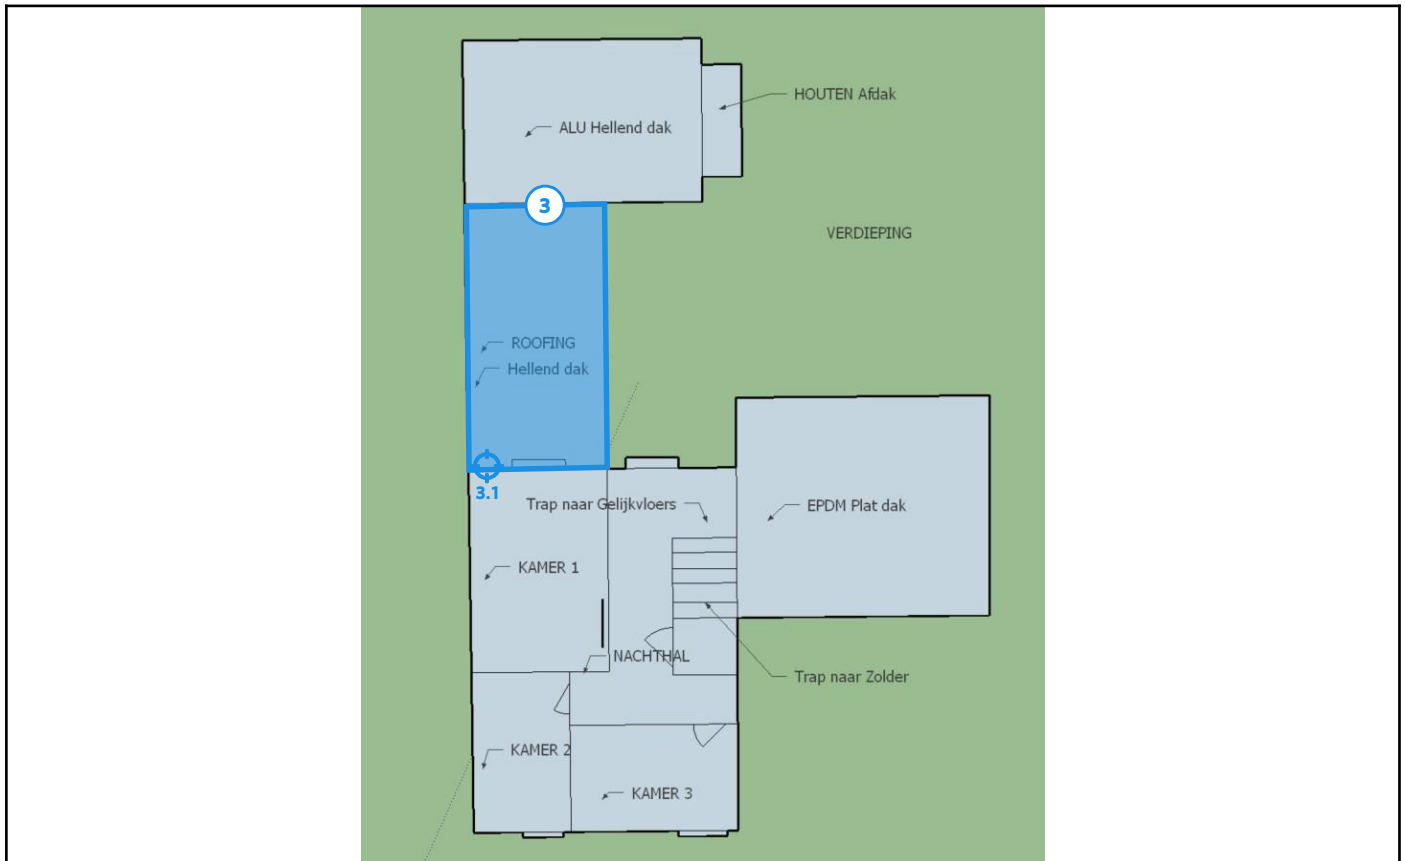 HOUTEN Afdak
ALU Hellend dak
3
VERDIEPING
ROOFING
Hellend dak
3.1
Trap naar Gelijkvloers
EPDM Plat dak
KAMER 1
NACHTHAL
Trap naar Zolder
KAMER 2
KAMER 3